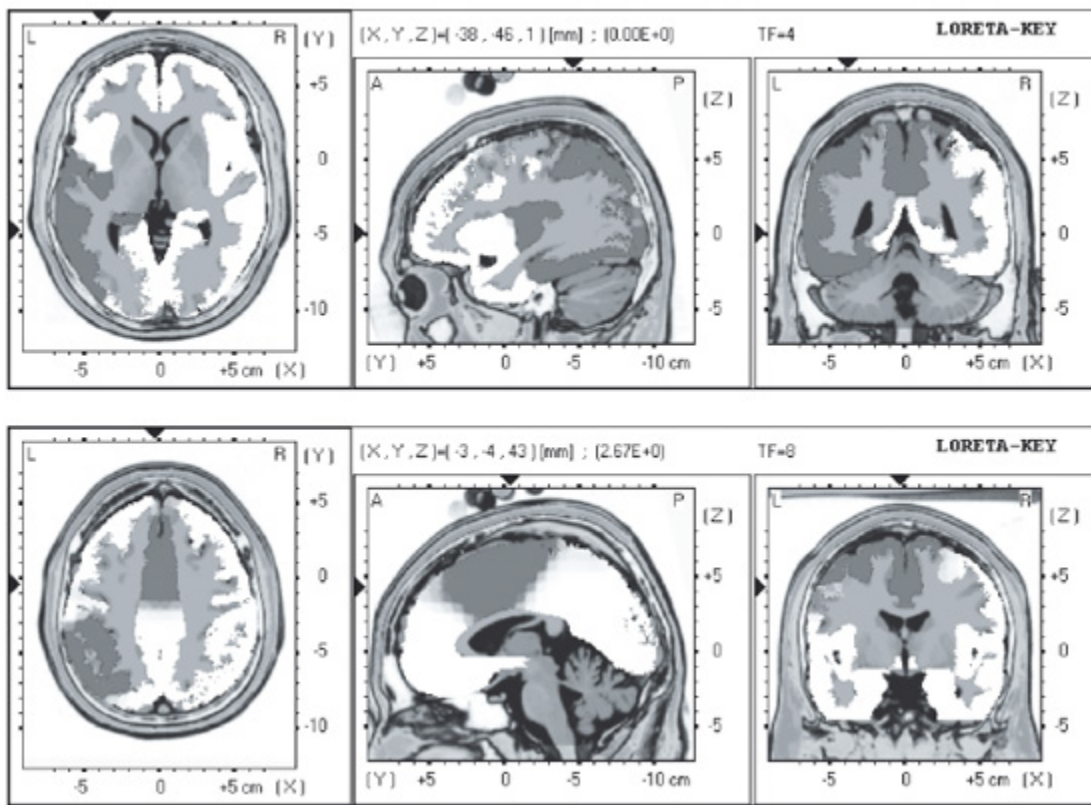 (X,Y,Z)=(-38,-46,1)[mm] ; (0.00E+0) TF=4 LORETA-KEY
L R (Y) A P (Z) L R (Z)
+5 +5 +5
0 0 0
-5 -5 -5
-10
-5 0 +5 cm (X) (Y) +5 0 -5 -10 cm -5 0 +5 cm (X)
(X,Y,Z)=(-3,-4,43)[mm] ; (2.67E+0) TF=8 LORETA-KEY
L R (Y) A P (Z) L R (Z)
+5 +5 +5
0 0 0
-5 -5 -5
-10
-5 0 +5 cm (X) (Y) +5 0 -5 -10 cm -5 0 +5 cm (X)